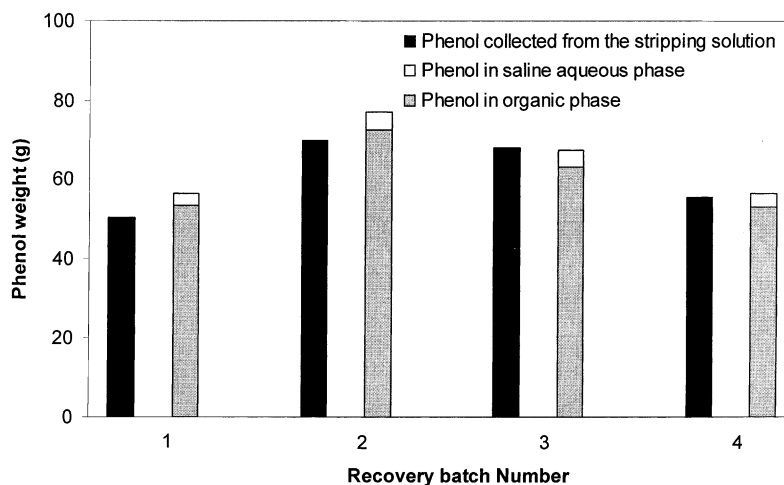 100
80
60
40
20
0
Phenol weight (g)
Phenol collected from the stripping solution
Phenol in saline aqueous phase
Phenol in organic phase
1 2 3 4
Recovery batch Number